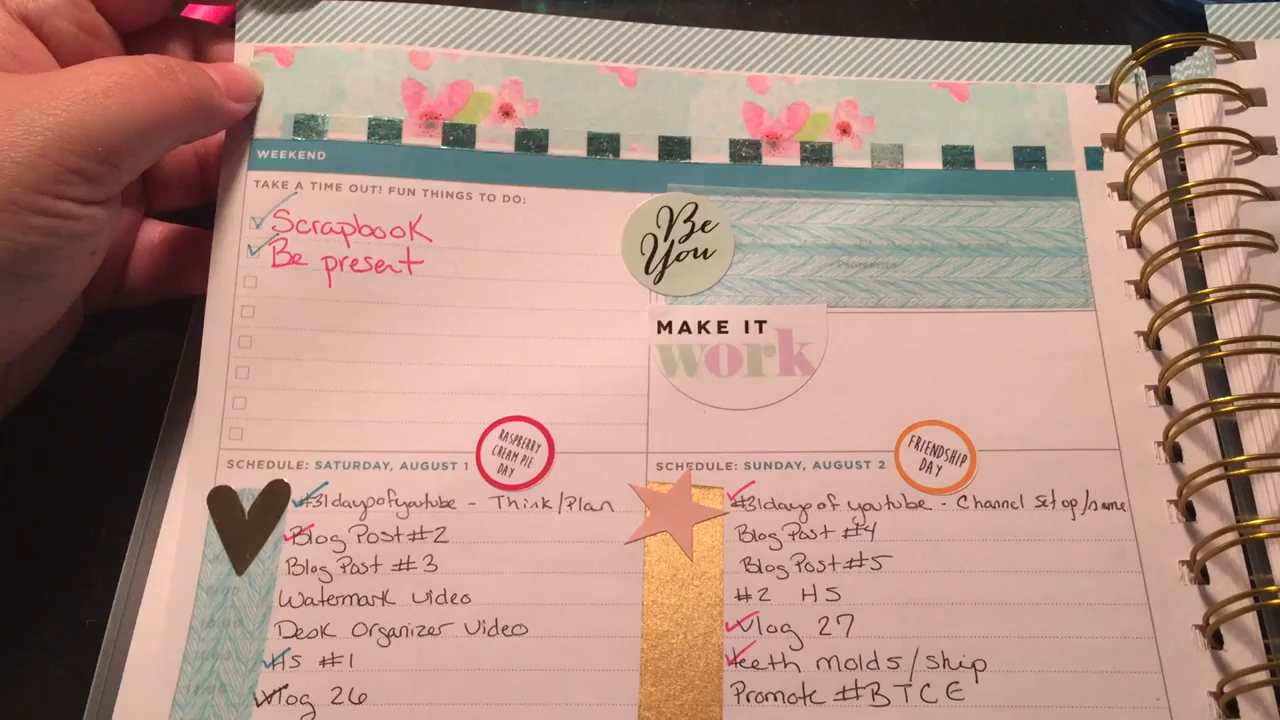 WEEKEND
TAKE A TIME OUT! FUN THINGS TO DO:
Scrapbook
Be present
Be
You
MAKE IT
work
RASPBERRY
CREAM PIE
DAY
FRIENDSHIP
DAY
SCHEDULE: SATURDAY, AUGUST 1
#31dayofyoutube - Think/Plan
Blog Post #2
Blog Post #3
Watermark video
Desk Organizer Video
HS #1
Vlog 26
SCHEDULE: SUNDAY, AUGUST 2
#31dayof youtube - Channel set up/name
Blog Post #4
Blog Post #5
#2 HS
Vlog 27
teeth molds/ship
Promote #BTCE